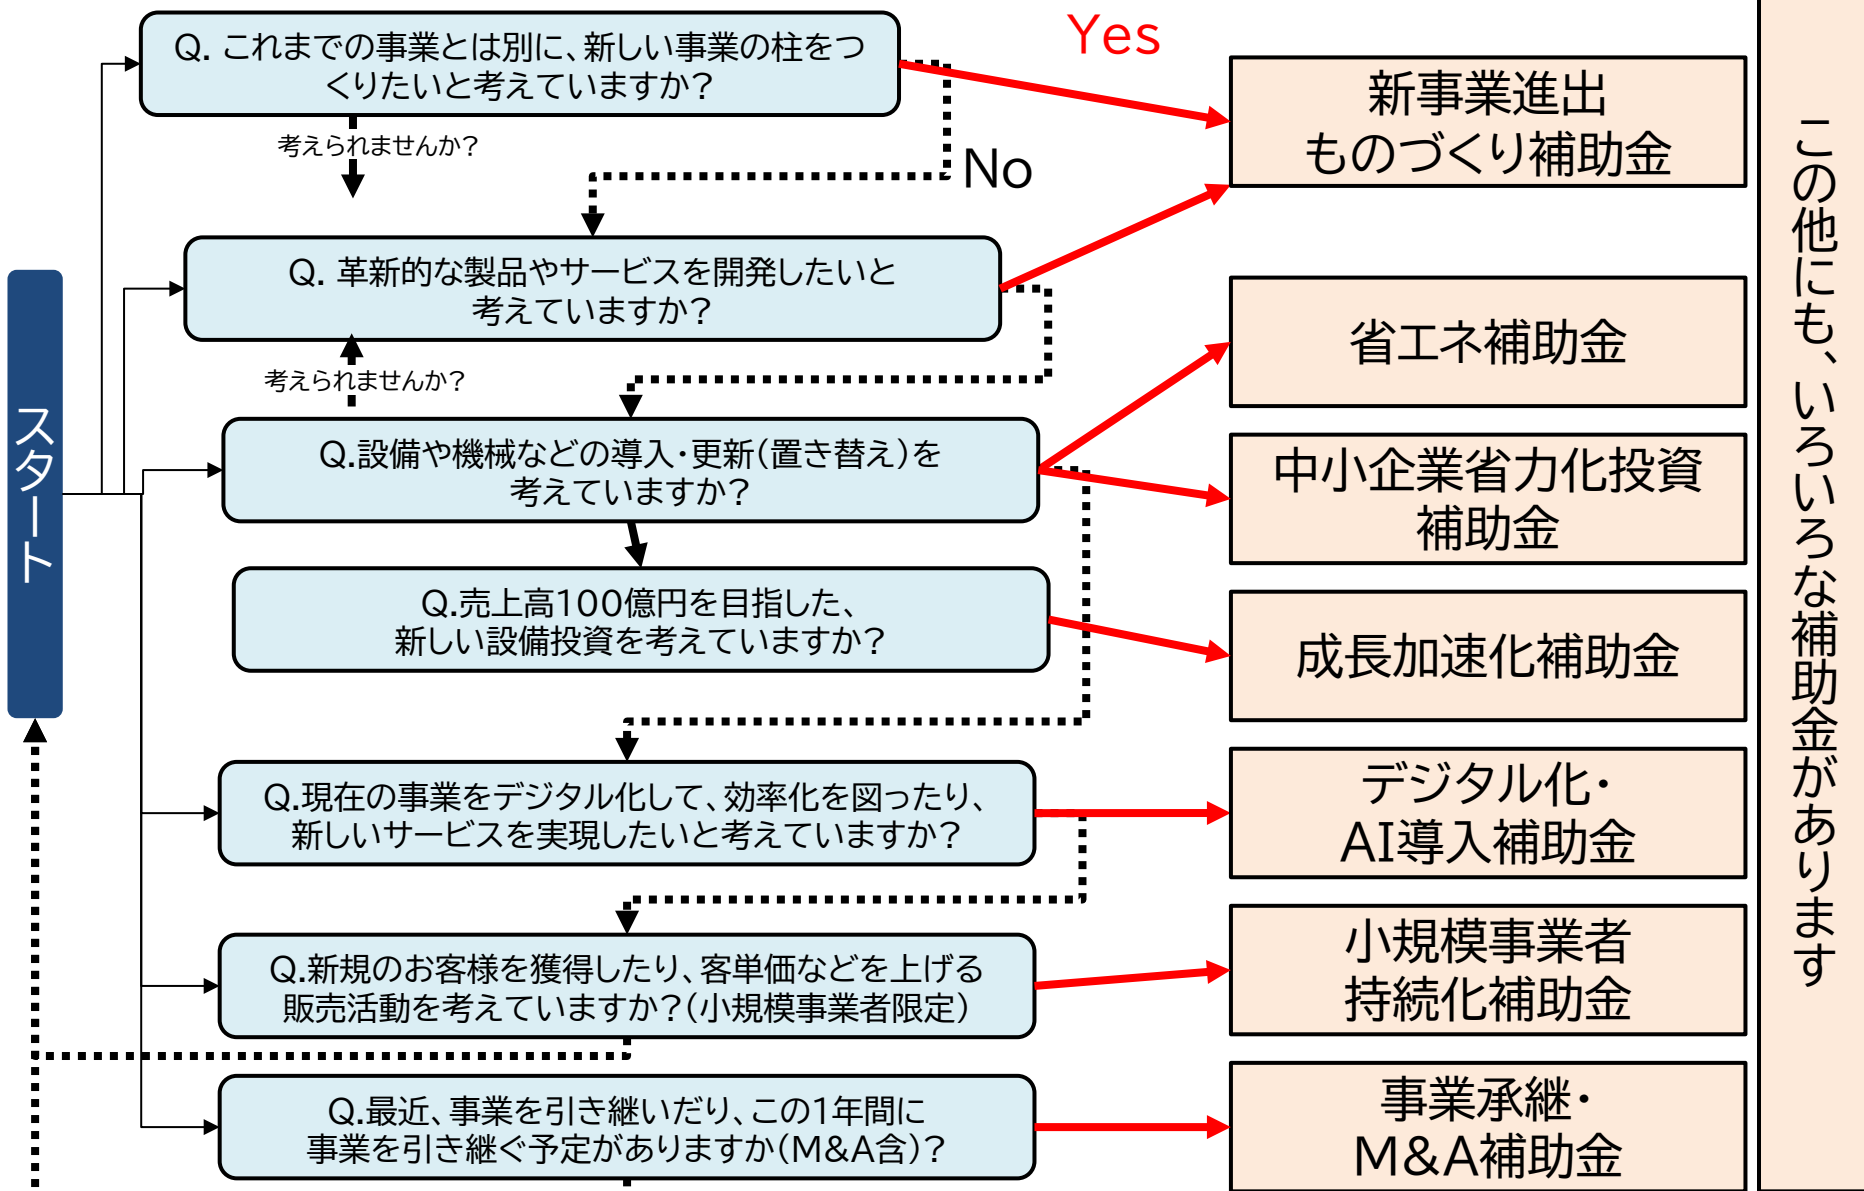 Q. これまでの事業とは別に、新しい事業の柱をつ
くりたいと考えていますか?
Yes
新事業進出
ものづくり補助金
考えられませんか?
No
Q. 革新的な製品やサービスを開発したいと
考えていますか?
省エネ補助金
考えられませんか?
スタート
Q.設備や機械などの導入・更新(置き替え)を
考えていますか?
中小企業省力化投資
補助金
Q.売上高100億円を目指した、
新しい設備投資を考えていますか?
成長加速化補助金
Q.現在の事業をデジタル化して、効率化を図ったり、
新しいサービスを実現したいと考えていますか?
デジタル化・
AI導入補助金
Q.新規のお客様を獲得したり、客単価などを上げる
販売活動を考えていますか?(小規模事業者限定)
小規模事業者
持続化補助金
Q.最近、事業を引き継いだり、この1年間に
事業を引き継ぐ予定がありますか(M&A含)?
事業承継・
M&A補助金
この他にも、いろいろな補助金があります